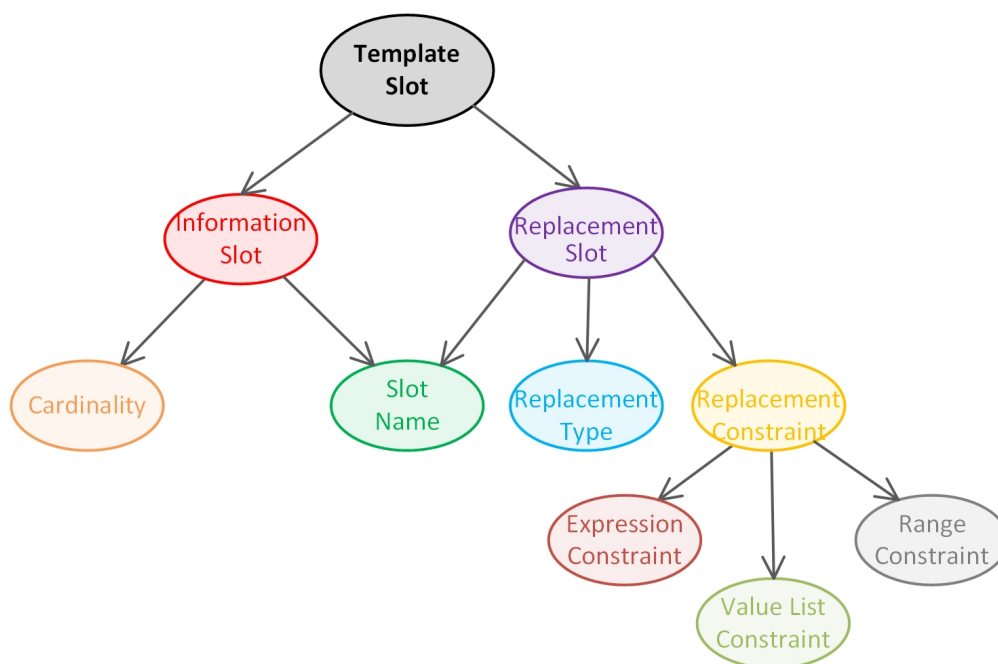 Template
Slot
Information
Slot
Replacement
Slot
Cardinality
Slot
Name
Replacement
Type
Replacement
Constraint
Expression
Constraint
Range
Constraint
Value List
Constraint